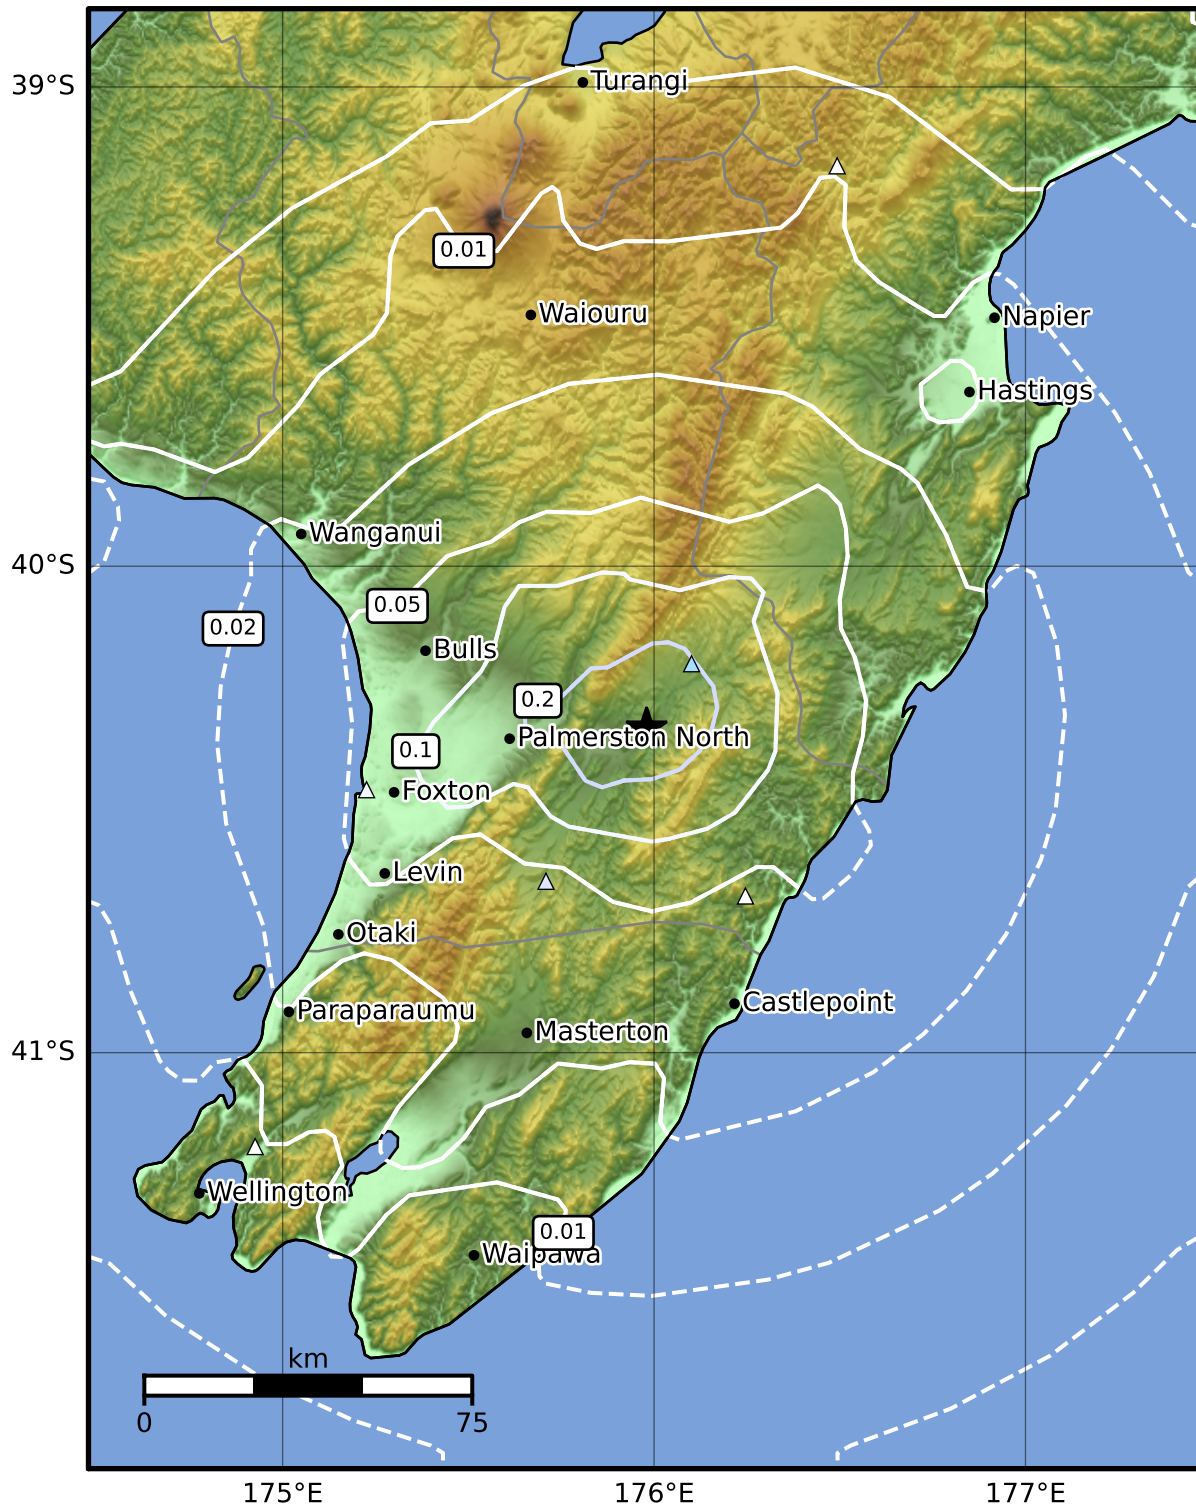 39°S
Turangi
0.01
Waiouru
Napier
Hastings
Wanganui
40°S
0.05
0.02
Bulls
0.2
Palmerston North
0.1
Foxton
Levin
Otaki
Castlepoint
Paraparaumu
Masterton
41°S
Wellington
0.01
Waipawa
km
0
75
175°E
176°E
177°E